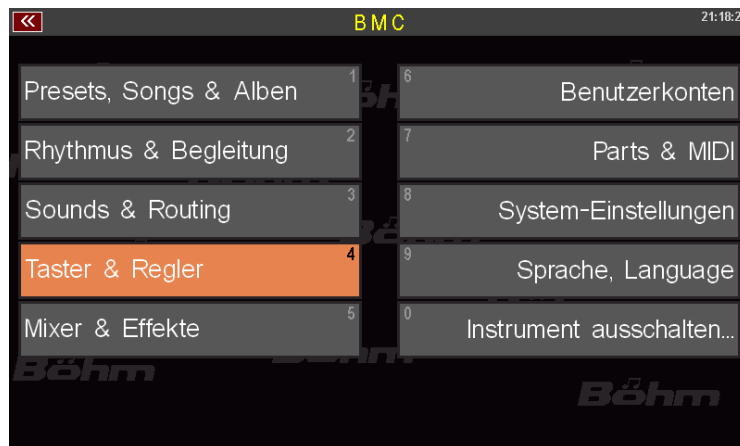 BMC
21:18:2
Presets, Songs & Alben 1
Rhythmus & Begleitung 2
Sounds & Routing 3
Taster & Regler 4
Mixer & Effekte 5
6 Benutzerkonten
7 Parts & MIDI
8 System-Einstellungen
9 Sprache, Language
0 Instrument ausschalten...
Böhm
Böhm